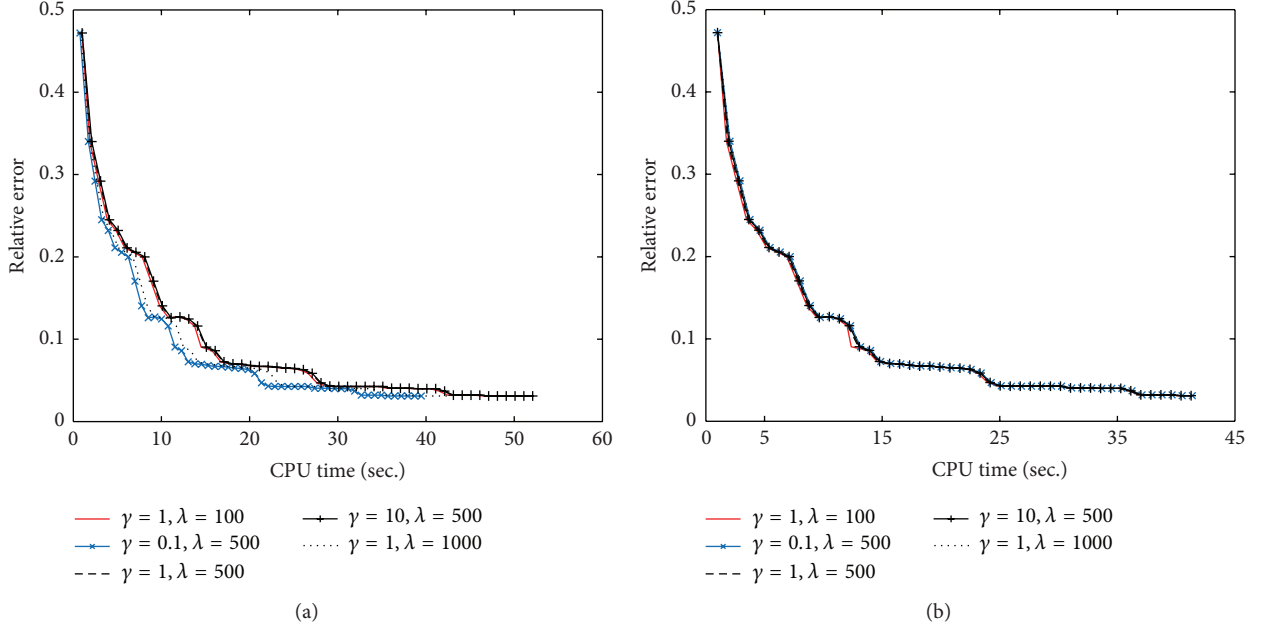 0.5
0.4
0.3
0.2
0.1
0
Relative error
0 10 20 30 40 50 60
CPU time (sec.)
γ = 1, λ = 100
γ = 0.1, λ = 500
γ = 1, λ = 500
γ = 10, λ = 500
γ = 1, λ = 1000
(a)
0.5
0.4
0.3
0.2
0.1
0
Relative error
0 5 15 25 35 45
CPU time (sec.)
γ = 1, λ = 100
γ = 0.1, λ = 500
γ = 1, λ = 500
γ = 10, λ = 500
γ = 1, λ = 1000
(b)